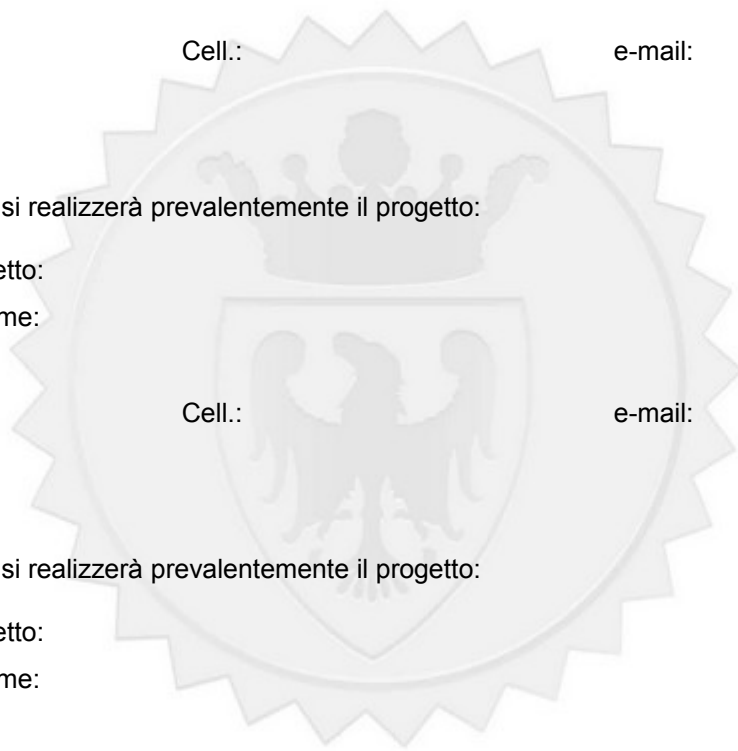 Cell.: e-mail:
si realizzerà prevalentemente il progetto:
etto:
me:
Cell.: e-mail:
si realizzerà prevalentemente il progetto:
etto:
me: